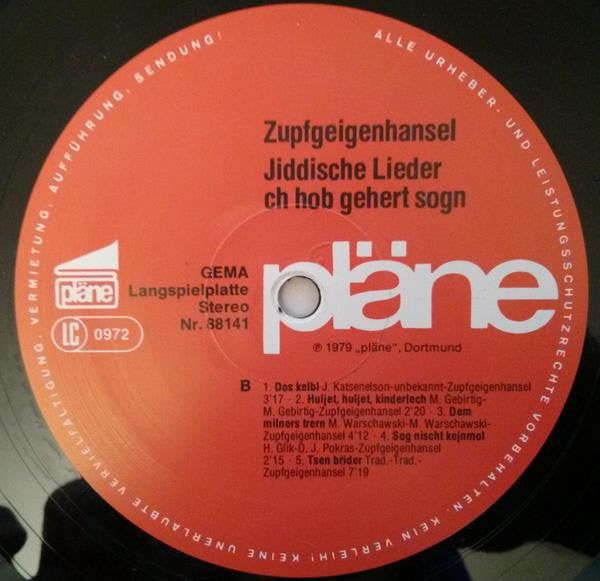 Zupfgeigenhansel
Jiddische Lieder
ch hob gehert sogn
pläne
pläne
LC 0972
GEMA
Langspielplatte
Stereo
Nr. 88141
℗ 1979 „pläne“, Dortmund
B 1. Dos kelbl J. Katsenelson-unbekannt-Zupfgeigenhansel
3'17 · 2. Huljet, huljet, kinderlech M. Gebirtig-
M. Gebirtig-Zupfgeigenhansel 2'20 · 3. Dem
milners trern M. Warschawski-M. Warschawski-
Zupfgeigenhansel 4'12 · 4. Sog nischt kejnmol
H. Glik-D. J. Pokras-Zupfgeigenhansel
2'15 · 5. Tsen brider Trad.-Trad.-
Zupfgeigenhansel 7'19
ALLE URHEBER- UND LEISTUNGSSCHUTZRECHTE VORBEHALTEN. KEIN VERLEIH! KEINE UNERLAUBTE VERVIELFÄLTIGUNG, VERMIETUNG, AUFFÜHRUNG, SENDUNG!